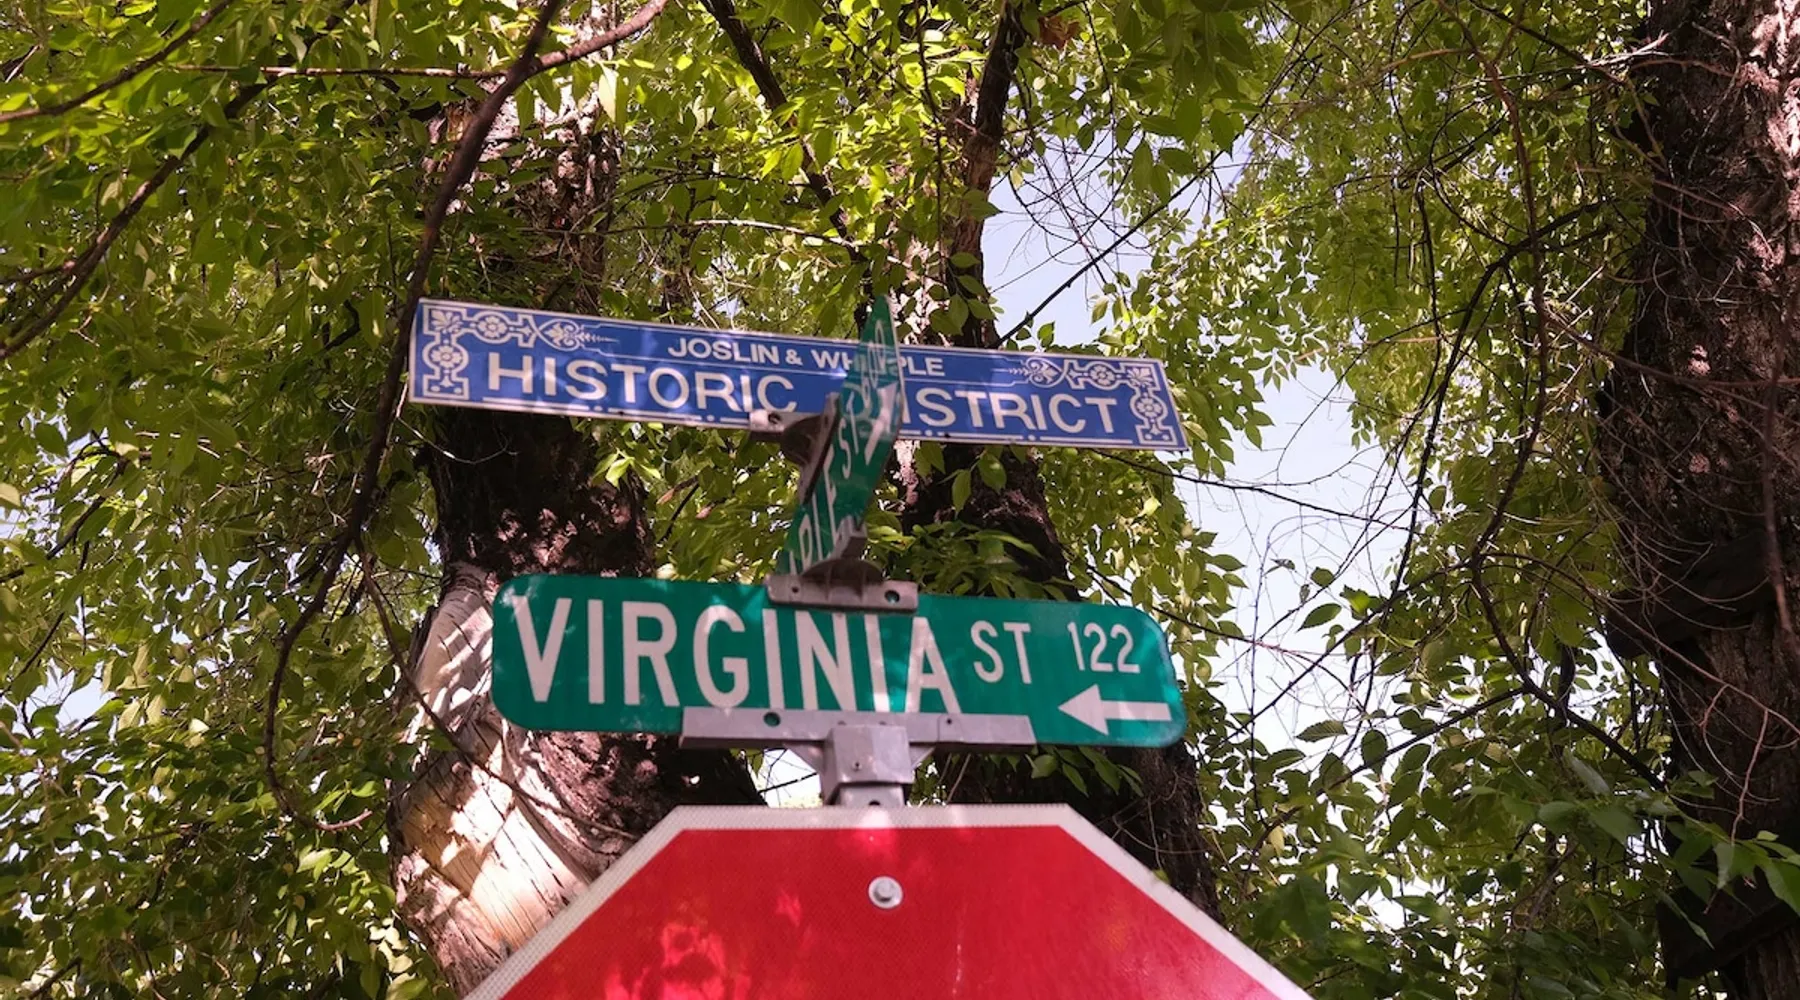 JOSLIN & WHIPPLE
HISTORIC DISTRICT
VIRGINIA ST 122